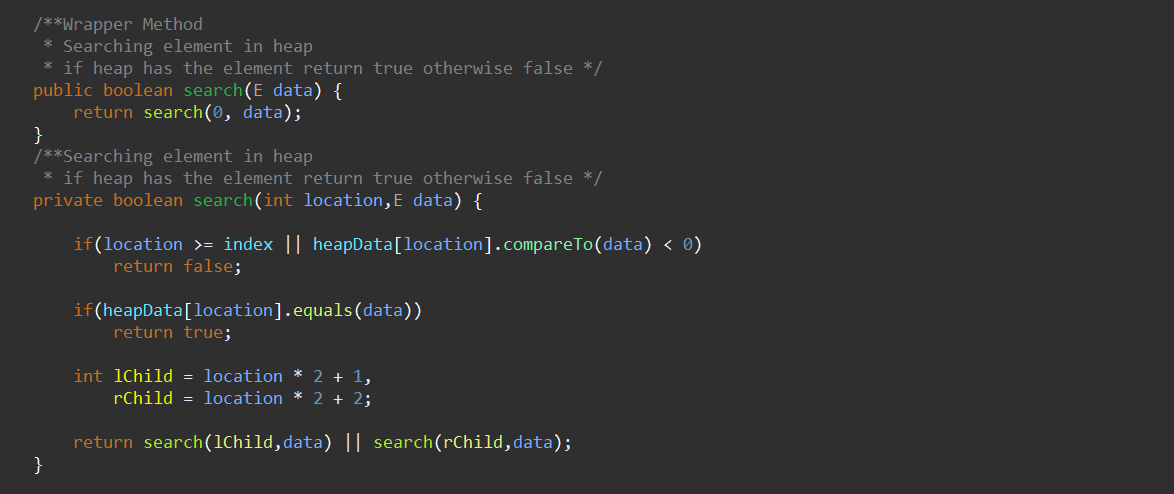 /**Wrapper Method
 * Searching element in heap
 * if heap has the element return true otherwise false */
public boolean search(E data) {
    return search(0, data);
}
/**Searching element in heap
 * if heap has the element return true otherwise false */
private boolean search(int location,E data) {
    if(location >= index || heapData[location].compareTo(data) < 0)
        return false;
    if(heapData[location].equals(data))
        return true;
    int lChild = location * 2 + 1,
        rChild = location * 2 + 2;
    return search(lChild,data) || search(rChild,data);
}